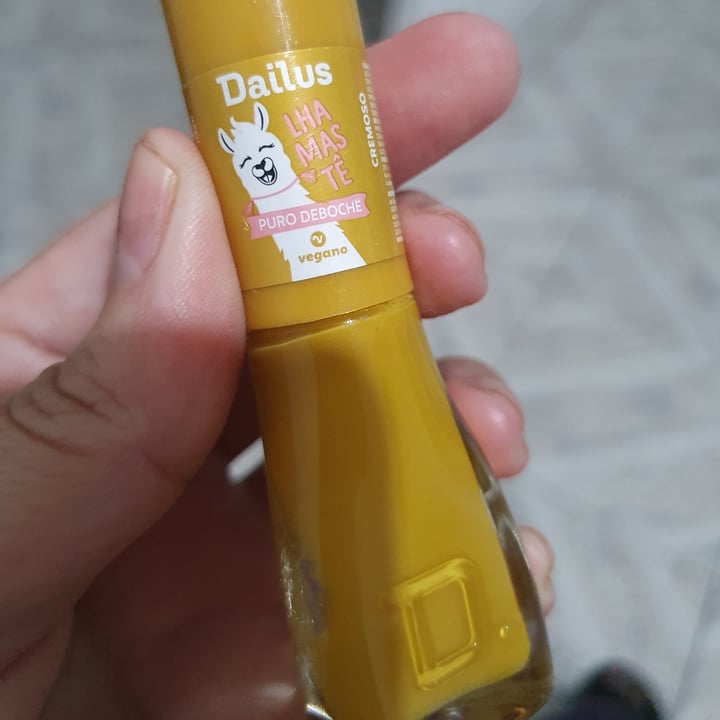 Dailus
LHA
MAS
TÊ
PURO DEBOCHE
vegano
CREMOSO
D